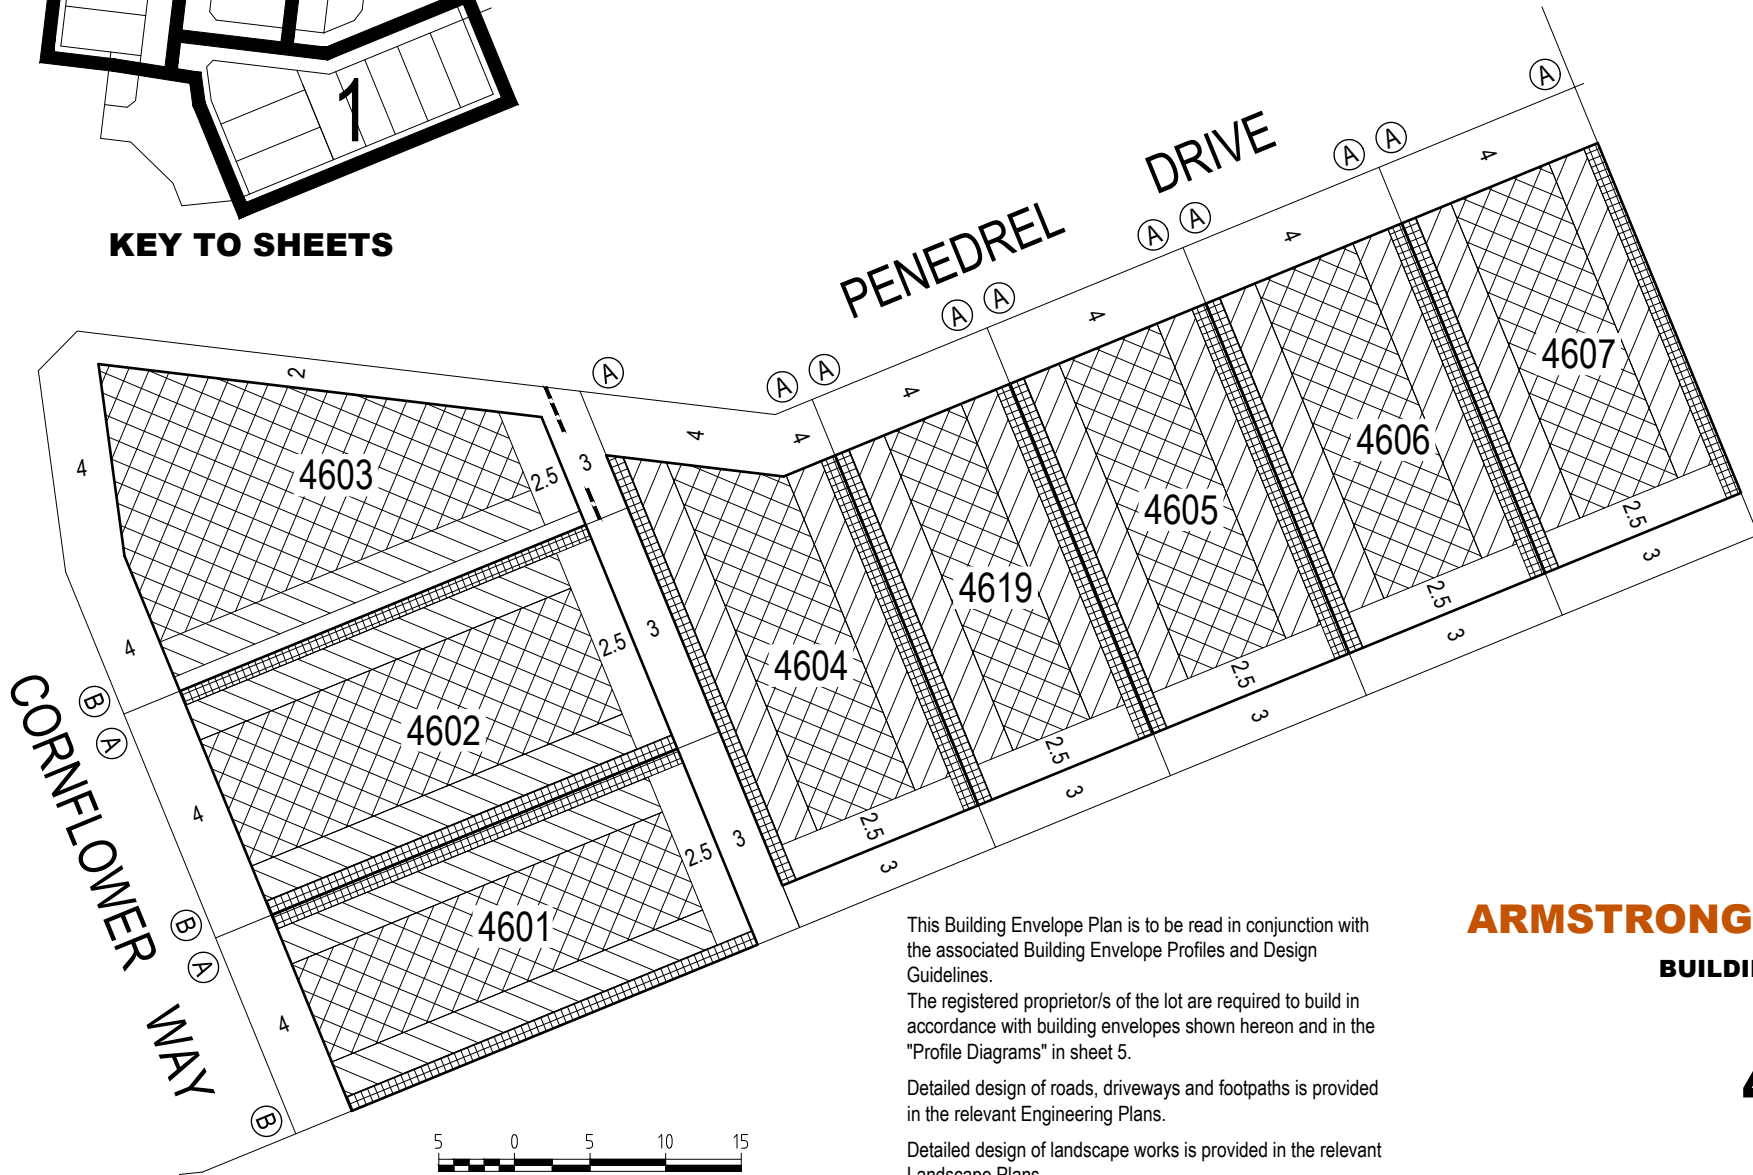 1
KEY TO SHEETS
PENEDREL DRIVE
A
A A
A A
A A
A A
A
4
4
4
4
4
4
2
4
4607
4606
4605
4619
4604
4603
4602
4601
2.5
2.5
2.5
2.5
2.5
2.5
2.5
2.5
3
3
3
3
3
3
3
3
4
4
4
4
B
A
B
A
B
CORNFLOWER WAY
5 0 5 10 15
This Building Envelope Plan is to be read in conjunction with
the associated Building Envelope Profiles and Design
Guidelines.
The registered proprietor/s of the lot are required to build in
accordance with building envelopes shown hereon and in the
"Profile Diagrams" in sheet 5.
Detailed design of roads, driveways and footpaths is provided
in the relevant Engineering Plans.
Detailed design of landscape works is provided in the relevant
Landscape Plans
ARMSTRONG